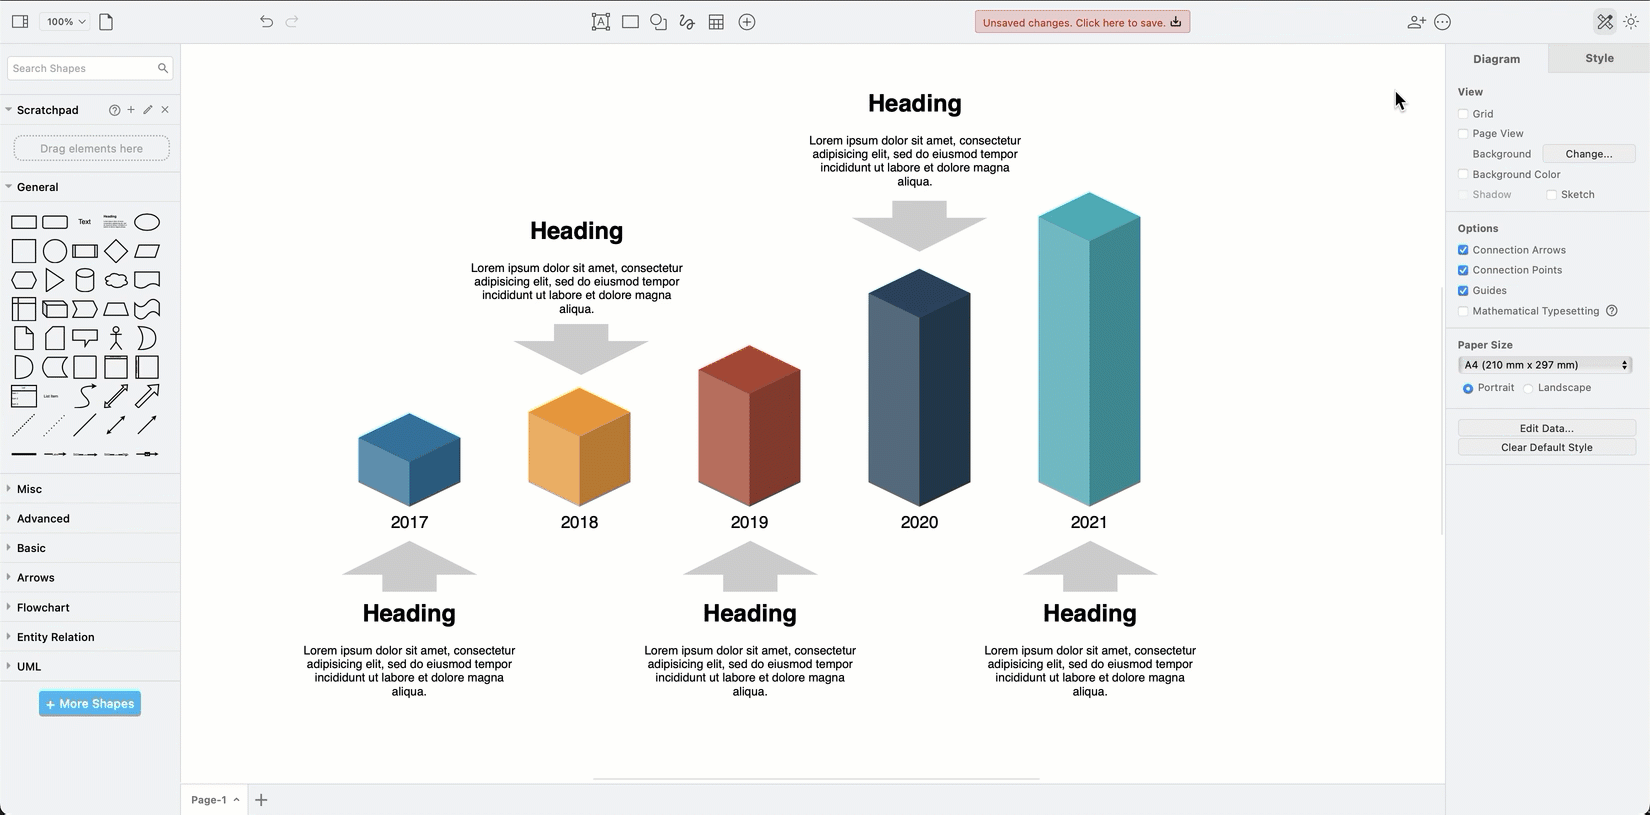 100%
Unsaved changes. Click here to save.
Search Shapes
Scratchpad
Drag elements here
General
Text
Heading
List Item
Misc
Advanced
Basic
Arrows
Flowchart
Entity Relation
UML
+ More Shapes
Heading
Lorem ipsum dolor sit amet, consectetur
adipisicing elit, sed do eiusmod tempor
incididunt ut labore et dolore magna
aliqua.
Heading
Lorem ipsum dolor sit amet, consectetur
adipisicing elit, sed do eiusmod tempor
incididunt ut labore et dolore magna
aliqua.
2017 2018 2019 2020 2021
Heading
Lorem ipsum dolor sit amet, consectetur
adipisicing elit, sed do eiusmod tempor
incididunt ut labore et dolore magna
aliqua.
Heading
Lorem ipsum dolor sit amet, consectetur
adipisicing elit, sed do eiusmod tempor
incididunt ut labore et dolore magna
aliqua.
Heading
Lorem ipsum dolor sit amet, consectetur
adipisicing elit, sed do eiusmod tempor
incididunt ut labore et dolore magna
aliqua.
Page-1
Diagram Style
View
Grid
Page View
Background Change...
Background Color
Shadow Sketch
Options
Connection Arrows
Connection Points
Guides
Mathematical Typesetting
Paper Size
A4 (210 mm x 297 mm)
Portrait Landscape
Edit Data...
Clear Default Style